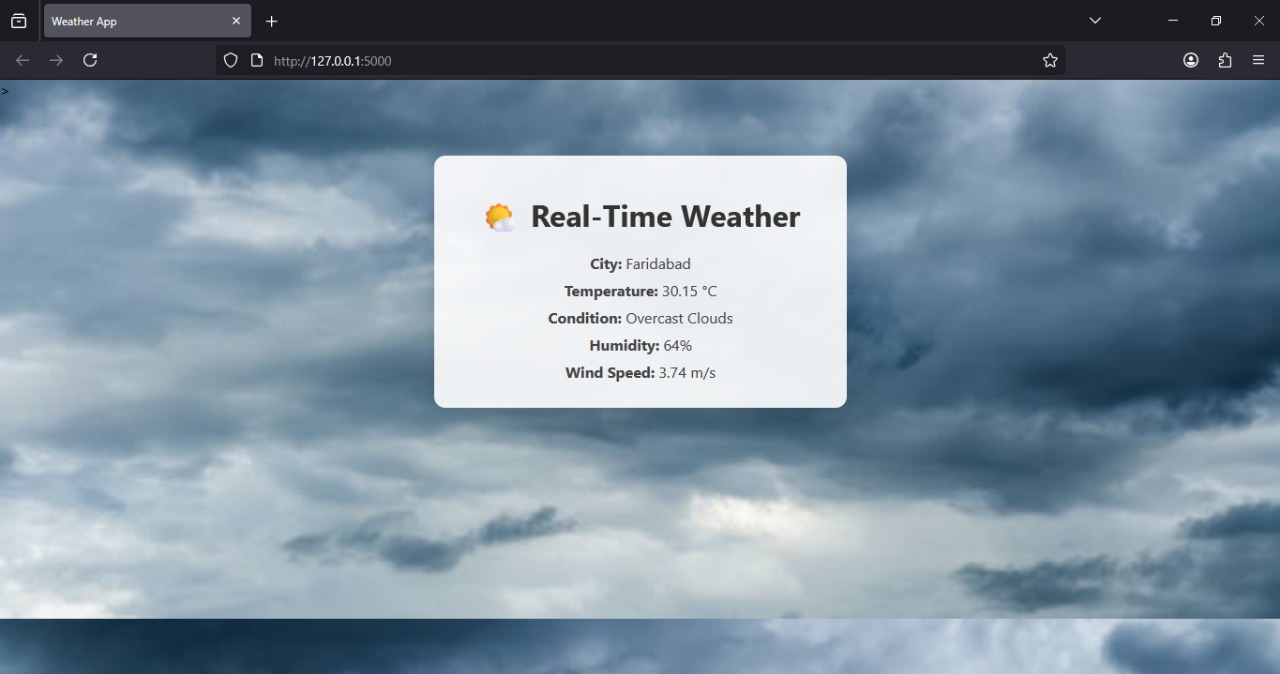 Weather App
http://127.0.0.1:5000
>
Real-Time Weather
City: Faridabad
Temperature: 30.15 °C
Condition: Overcast Clouds
Humidity: 64%
Wind Speed: 3.74 m/s